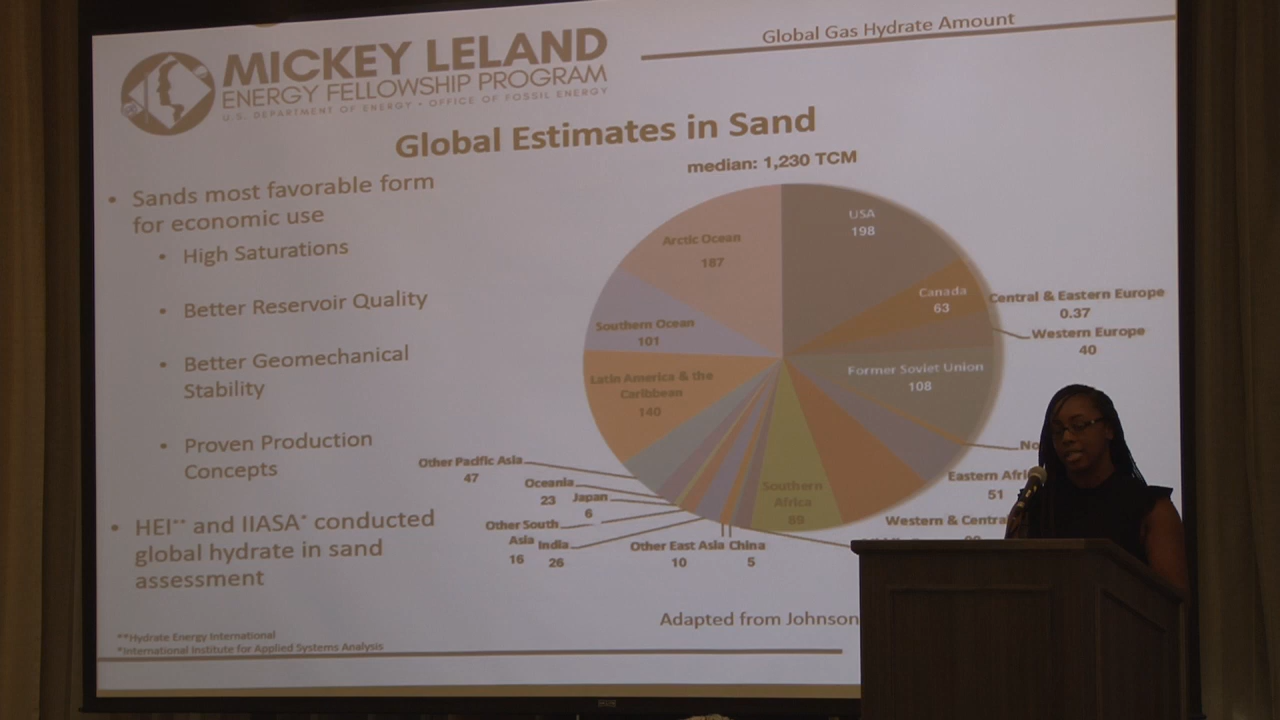 MICKEY LELAND
ENERGY FELLOWSHIP PROGRAM
U.S. DEPARTMENT OF ENERGY • OFFICE OF FOSSIL ENERGY
Global Gas Hydrate Amount
Global Estimates in Sand
median: 1,230 TCM
• Sands most favorable form
for economic use
• High Saturations
• Better Reservoir Quality
• Better Geomechanical
Stability
• Proven Production
Concepts
• HEI** and IIASA* conducted
global hydrate in sand
assessment
**Hydrate Energy International
*International Institute for Applied Systems Analysis
USA
198
Canada
63
Central & Eastern Europe
0.37
Western Europe
40
Former Soviet Union
108
No
Eastern Afri
51
Western & Centra
Southern
Africa
China
5
Other East Asia
10
India
26
Other South
Asia
16
Japan
6
Oceania
23
Other Pacific Asia
47
Latin America & the
Caribbean
140
Southern Ocean
101
Arctic Ocean
187
Adapted from Johnson